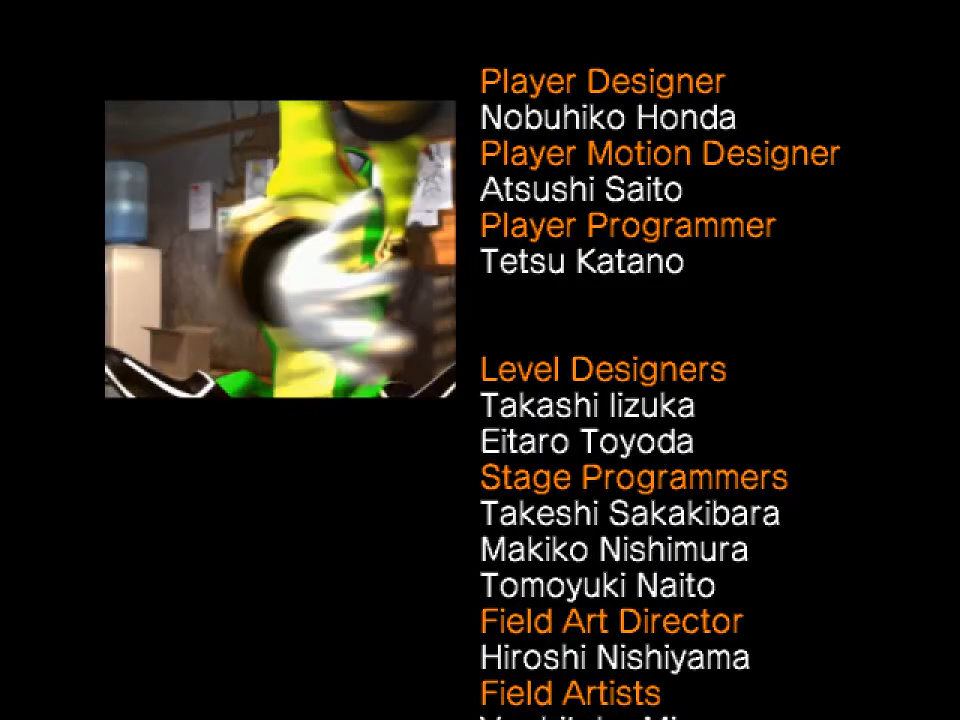 Player Designer
Nobuhiko Honda
Player Motion Designer
Atsushi Saito
Player Programmer
Tetsu Katano
Level Designers
Takashi Iizuka
Eitaro Toyoda
Stage Programmers
Takeshi Sakakibara
Makiko Nishimura
Tomoyuki Naito
Field Art Director
Hiroshi Nishiyama
Field Artists